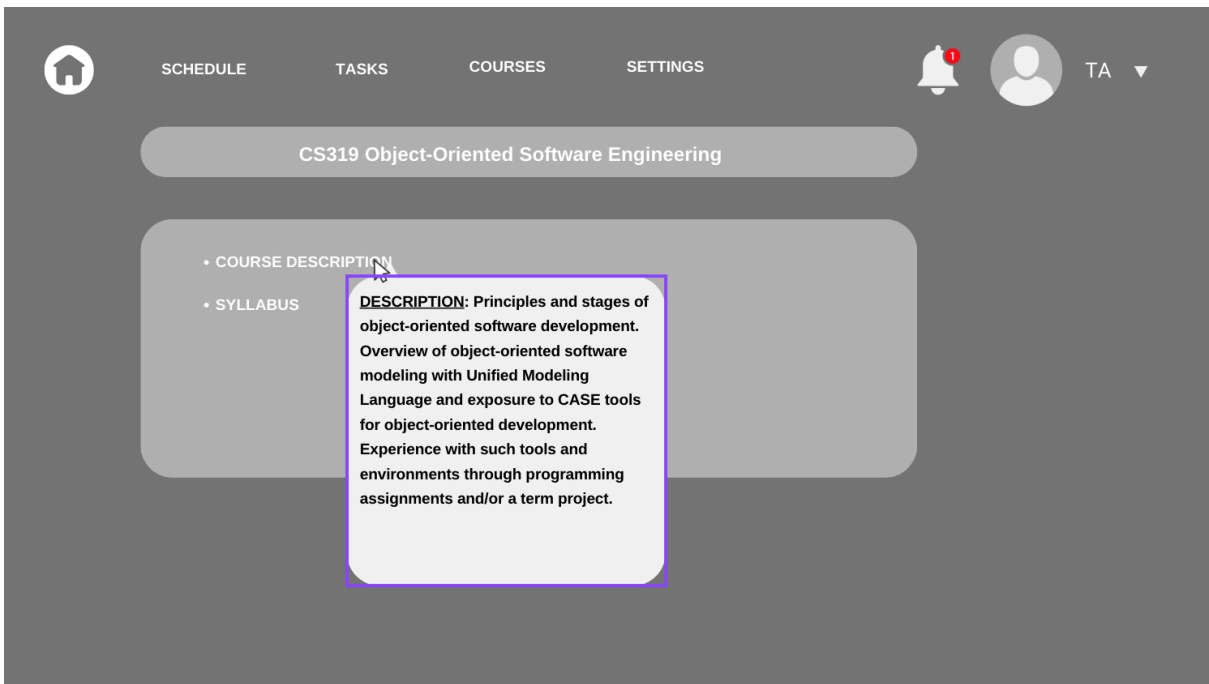 SCHEDULE TASKS COURSES SETTINGS 1 TA
CS319 Object-Oriented Software Engineering
• COURSE DESCRIPTION
• SYLLABUS
DESCRIPTION: Principles and stages of
object-oriented software development.
Overview of object-oriented software
modeling with Unified Modeling
Language and exposure to CASE tools
for object-oriented development.
Experience with such tools and
environments through programming
assignments and/or a term project.